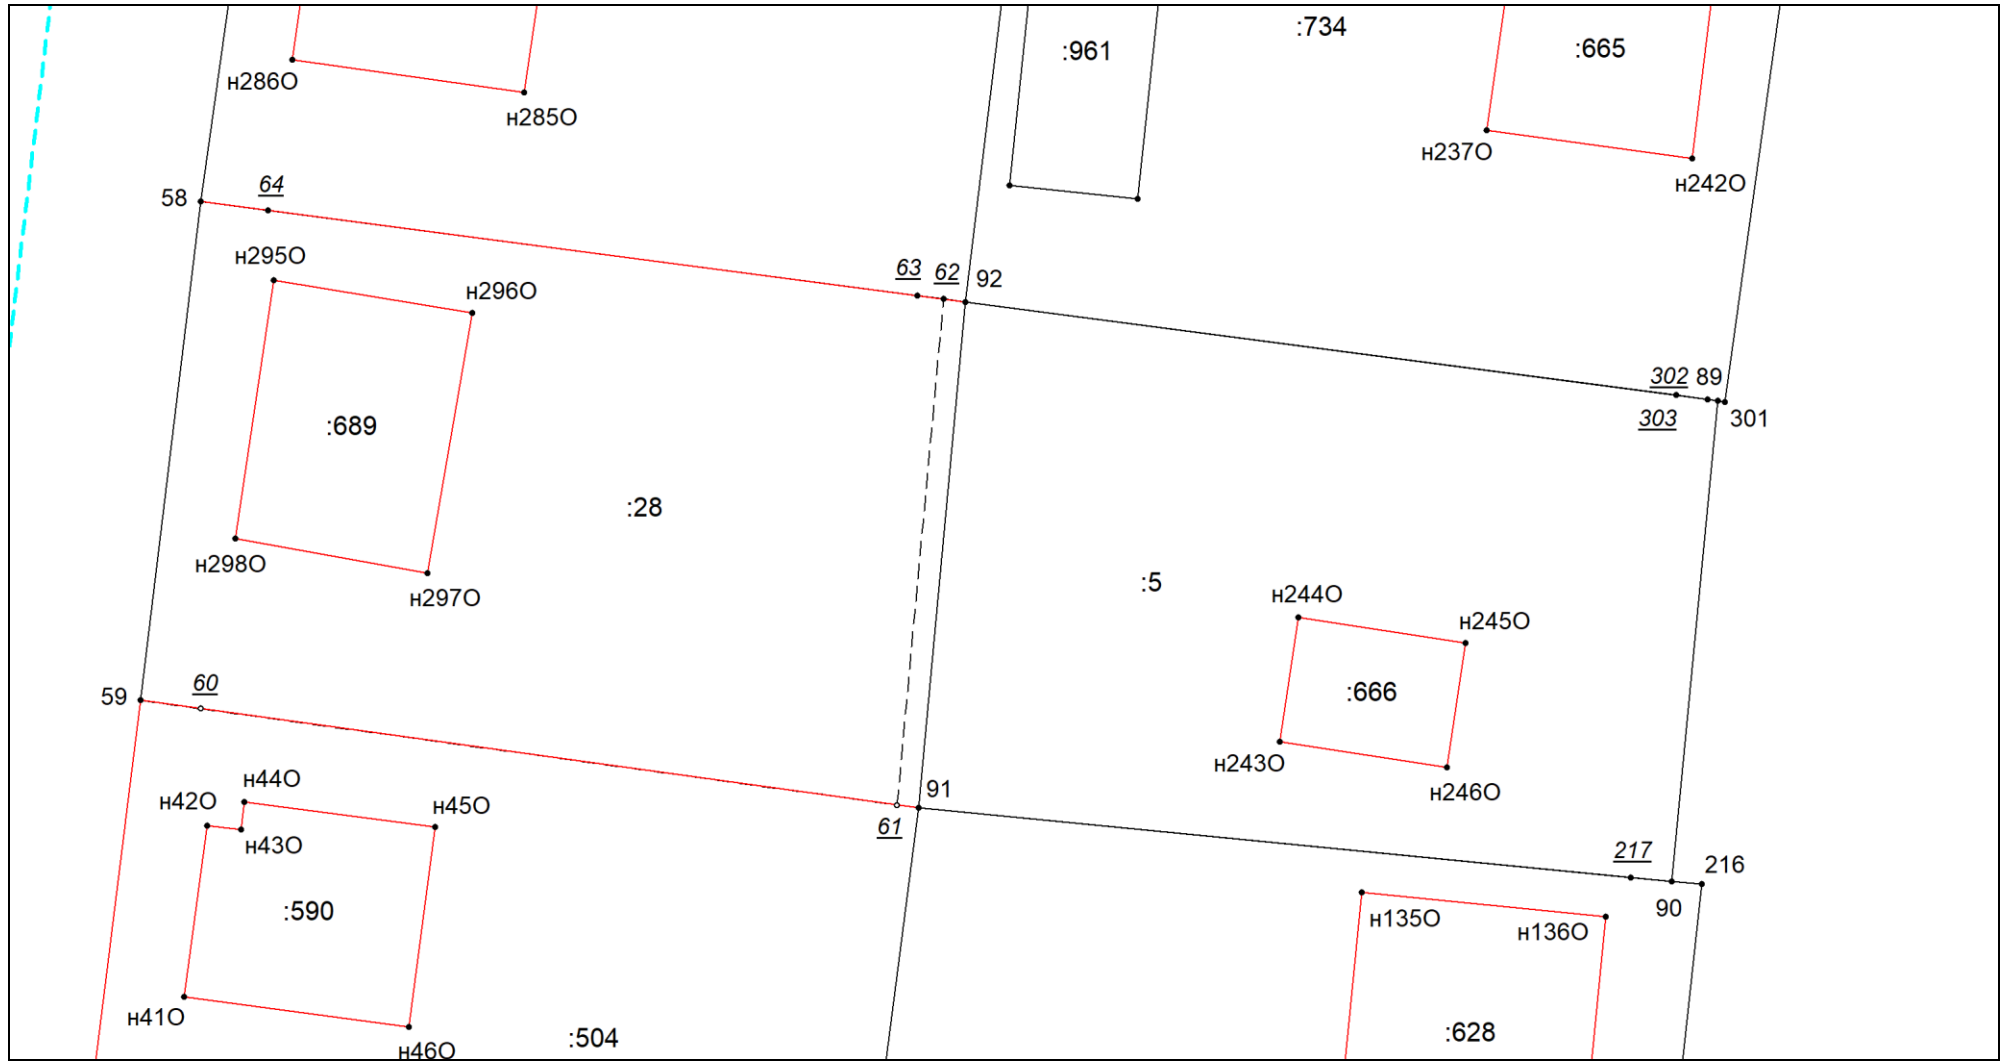 :734
:961
:665
н286О
н285О
н237О
н242О
58
64
н295О
н296О
63
62
92
302
89
303
301
:689
:28
н298О
н297О
:5
н244О
н245О
:666
н243О
н246О
59
60
н44О
н42О
н45О
н43О
91
61
217
216
90
:590
н135О
н136О
н41О
н46О
:504
:628